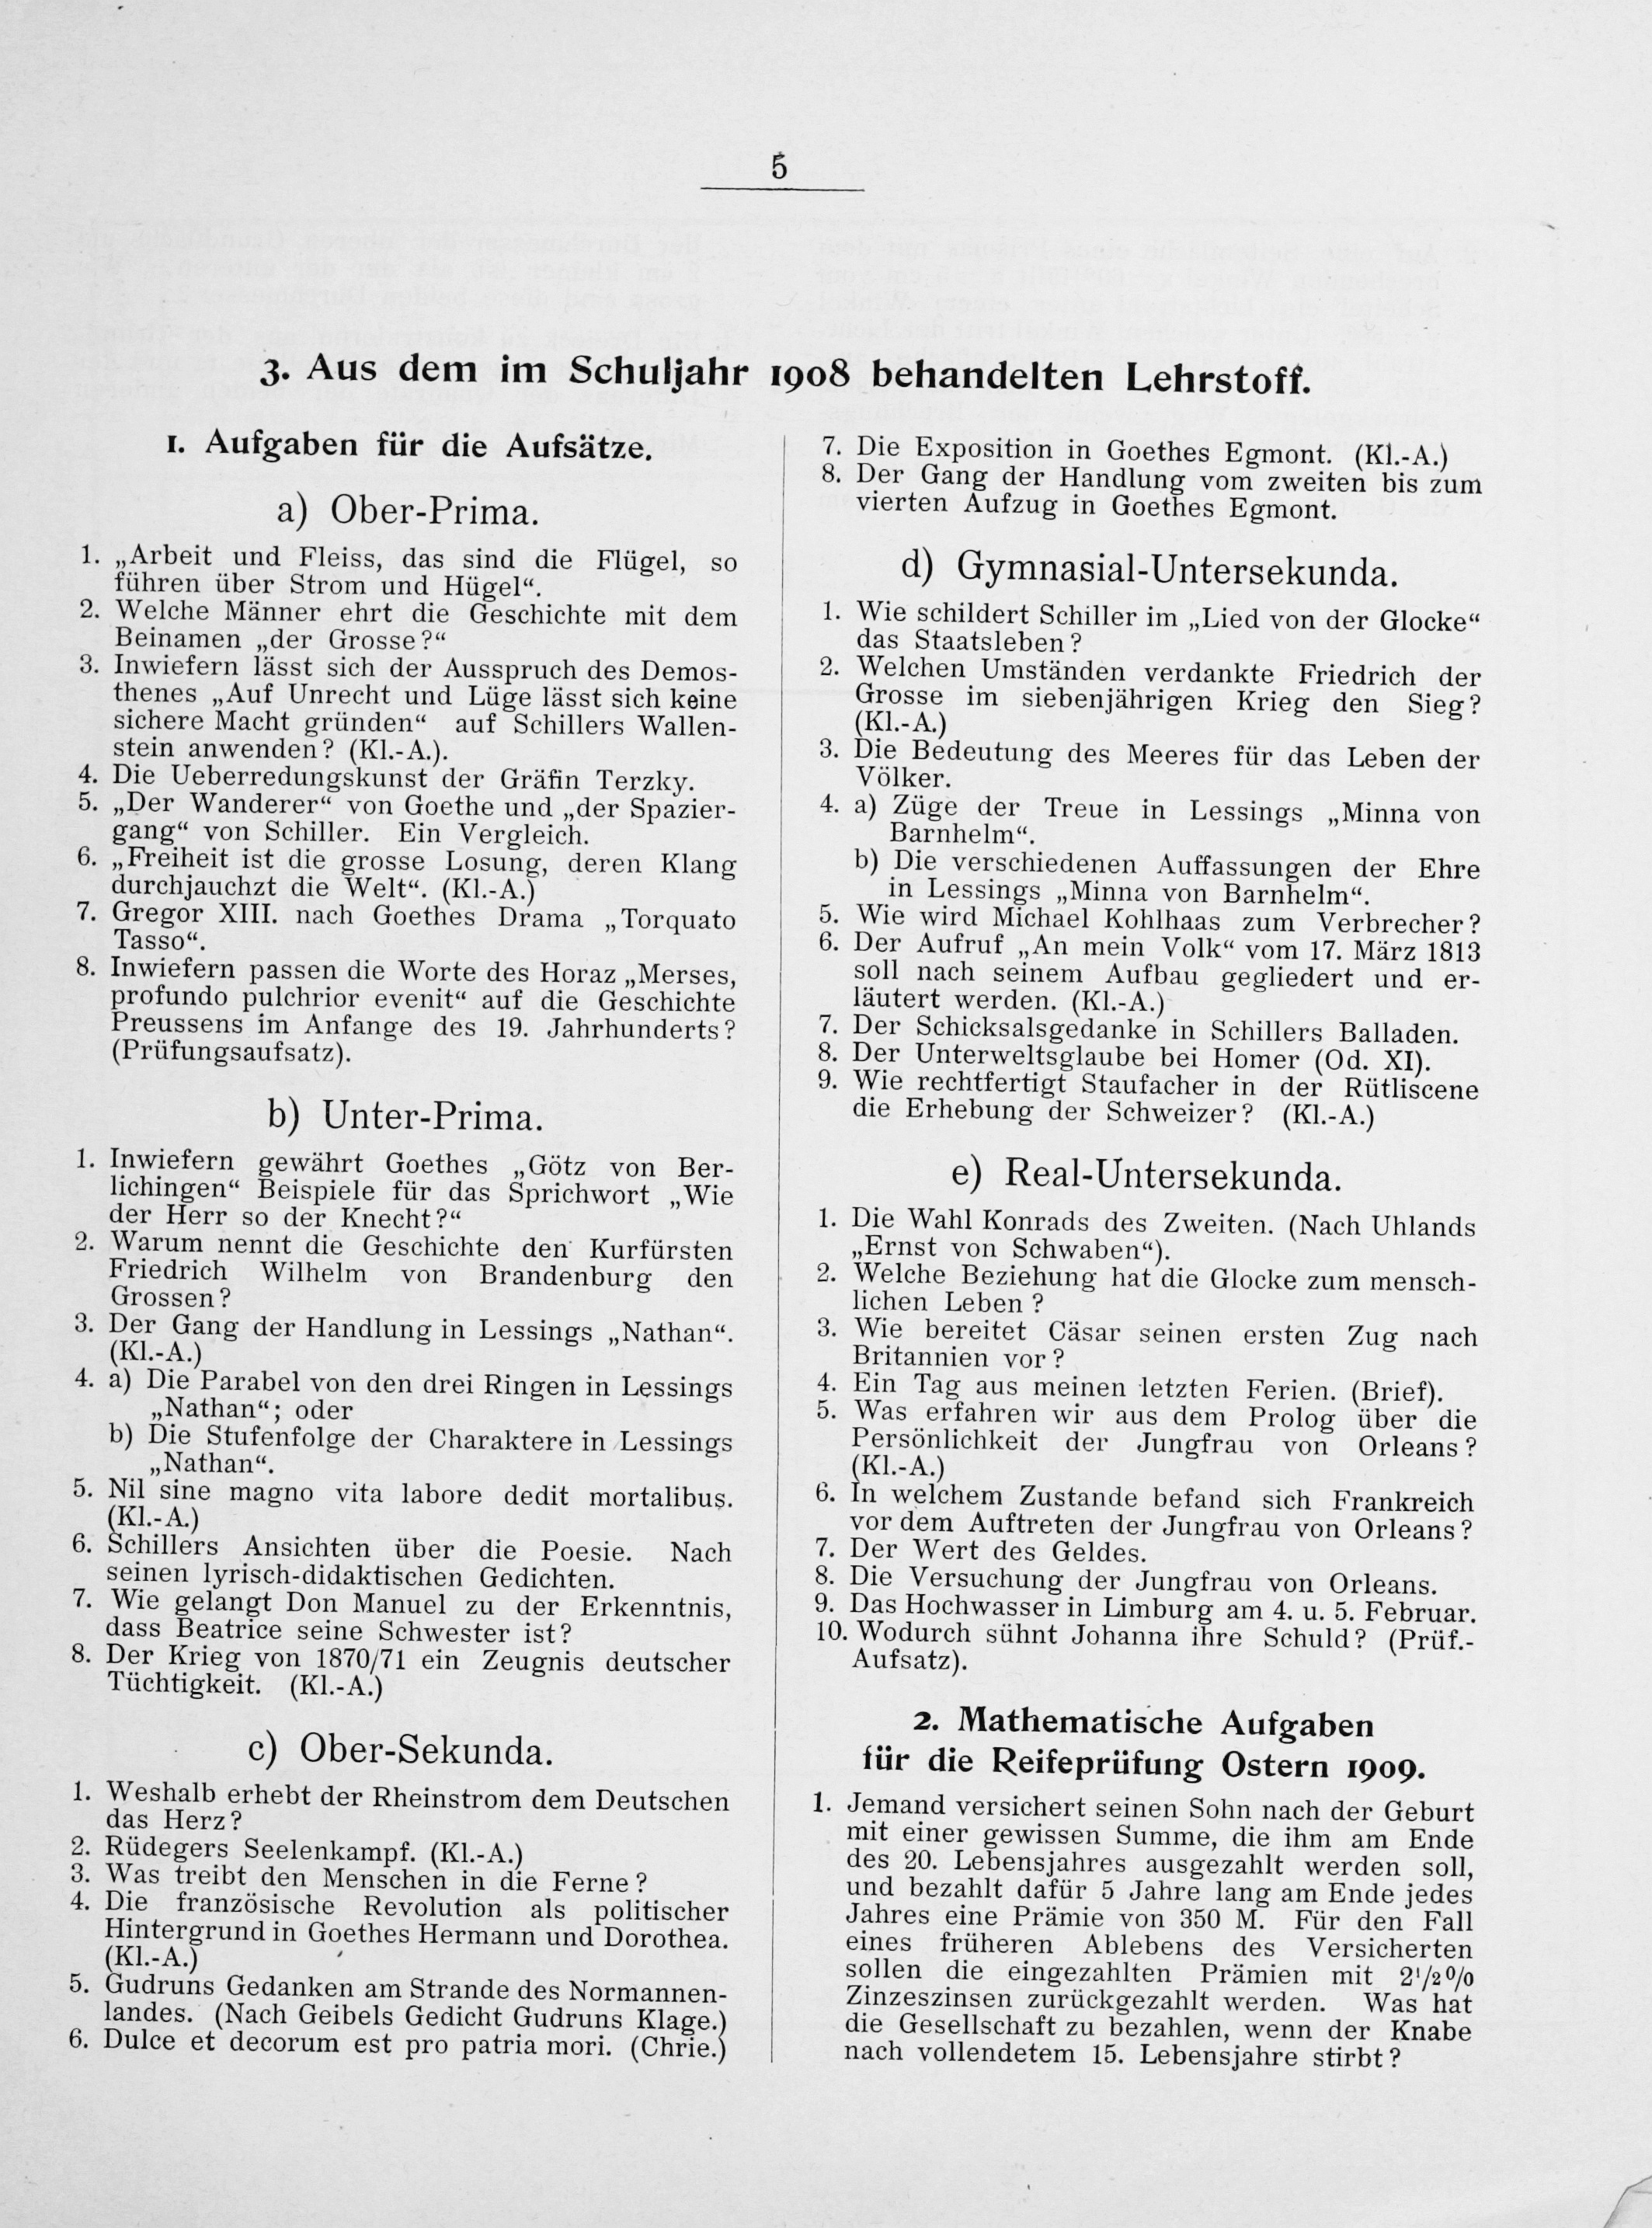 5
3. Aus dem im Schuljahr 1908 behandelten Lehrstoff.
1. Aufgaben für die Aufsätze.
a) Ober-Prima.
1. „Arbeit und Fleiss, das sind die Flügel, so
führen über Strom und Hügel“.
2. Welche Männer ehrt die Geschichte mit dem
Beinamen „der Grosse?“
3. Inwiefern lässt sich der Ausspruch des Demos-
thenes „Auf Unrecht und Lüge lässt sich keine
sichere Macht gründen“ auf Schillers Wallen-
stein anwenden? (Kl.-A.).
4. Die Ueberredungskunst der Gräfin Terzky.
5. „Der Wanderer“ von Goethe und „der Spazier-
gang“ von Schiller. Ein Vergleich.
6. „Freiheit ist die grosse Losung, deren Klang
durchjauchzt die Welt“. (Kl.-A.)
7. Gregor XIII. nach Goethes Drama „Torquato
Tasso“.
8. Inwiefern passen die Worte des Horaz „Merses,
profundo pulchrior evenit“ auf die Geschichte
Preussens im Anfange des 19. Jahrhunderts?
(Prüfungsaufsatz).
b) Unter-Prima.
1. Inwiefern gewährt Goethes „Götz von Ber-
lichingen“ Beispiele für das Sprichwort „Wie
der Herr so der Knecht?“
2. Warum nennt die Geschichte den Kurfürsten
Friedrich Wilhelm von Brandenburg den
Grossen?
3. Der Gang der Handlung in Lessings „Nathan“.
(Kl.-A.)
4. a) Die Parabel von den drei Ringen in Lessings
„Nathan“; oder
b) Die Stufenfolge der Charaktere in Lessings
„Nathan“.
5. Nil sine magno vita labore dedit mortalibus.
(Kl.-A.)
6. Schillers Ansichten über die Poesie. Nach
seinen lyrisch-didaktischen Gedichten.
7. Wie gelangt Don Manuel zu der Erkenntnis,
dass Beatrice seine Schwester ist?
8. Der Krieg von 1870/71 ein Zeugnis deutscher
Tüchtigkeit. (Kl.-A.)
c) Ober-Sekunda.
1. Weshalb erhebt der Rheinstrom dem Deutschen
das Herz?
2. Rüdegers Seelenkampf. (Kl.-A.)
3. Was treibt den Menschen in die Ferne?
4. Die französische Revolution als politischer
Hintergrund in Goethes Hermann und Dorothea.
(Kl.-A.)
5. Gudruns Gedanken am Strande des Normannen-
landes. (Nach Geibels Gedicht Gudruns Klage.)
6. Dulce et decorum est pro patria mori. (Chrie.)
7. Die Exposition in Goethes Egmont. (Kl.-A.)
8. Der Gang der Handlung vom zweiten bis zum
vierten Aufzug in Goethes Egmont.
d) Gymnasial-Untersekunda.
1. Wie schildert Schiller im „Lied von der Glocke“
das Staatsleben?
2. Welchen Umständen verdankte Friedrich der
Grosse im siebenjährigen Krieg den Sieg?
(Kl.-A.)
3. Die Bedeutung des Meeres für das Leben der
Völker.
4. a) Züge der Treue in Lessings „Minna von
Barnhelm“.
b) Die verschiedenen Auffassungen der Ehre
in Lessings „Minna von Barnhelm“.
5. Wie wird Michael Kohlhaas zum Verbrecher?
6. Der Aufruf „An mein Volk“ vom 17. März 1813
soll nach seinem Aufbau gegliedert und er-
läutert werden. (Kl.-A.)
7. Der Schicksalsgedanke in Schillers Balladen.
8. Der Unterweltsglaube bei Homer (Od. XI).
9. Wie rechtfertigt Staufacher in der Rütliscene
die Erhebung der Schweizer? (Kl.-A.)
e) Real-Untersekunda.
1. Die Wahl Konrads des Zweiten. (Nach Uhlands
„Ernst von Schwaben“).
2. Welche Beziehung hat die Glocke zum mensch-
lichen Leben?
3. Wie bereitet Cäsar seinen ersten Zug nach
Britannien vor?
4. Ein Tag aus meinen letzten Ferien. (Brief).
5. Was erfahren wir aus dem Prolog über die
Persönlichkeit der Jungfrau von Orleans?
(Kl.-A.)
6. In welchem Zustande befand sich Frankreich
vor dem Auftreten der Jungfrau von Orleans?
7. Der Wert des Geldes.
8. Die Versuchung der Jungfrau von Orleans.
9. Das Hochwasser in Limburg am 4. u. 5. Februar.
10. Wodurch sühnt Johanna ihre Schuld? (Prüf.-
Aufsatz).
2. Mathematische Aufgaben
für die Reifeprüfung Ostern 1909.
1. Jemand versichert seinen Sohn nach der Geburt
mit einer gewissen Summe, die ihm am Ende
des 20. Lebensjahres ausgezahlt werden soll,
und bezahlt dafür 5 Jahre lang am Ende jedes
Jahres eine Prämie von 350 M. Für den Fall
eines früheren Ablebens des Versicherten
sollen die eingezahlten Prämien mit 2¹/₂⁰/₀
Zinzeszinsen zurückgezahlt werden. Was hat
die Gesellschaft zu bezahlen, wenn der Knabe
nach vollendetem 15. Lebensjahre stirbt?